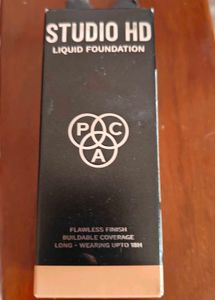 STUDIO HD
LIQUID FOUNDATION
P C
A
FLAWLESS FINISH
BUILDABLE COVERAGE
LONG - WEARING UPTO 18H